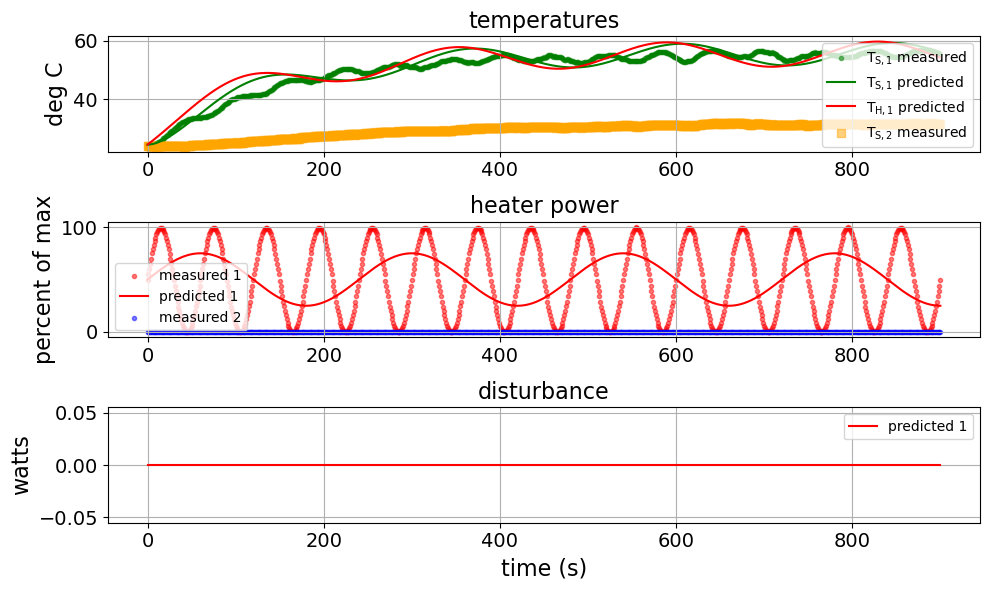 temperatures
deg C
60
40
T_S,1 measured
T_S,1 predicted
T_H,1 predicted
T_S,2 measured
0
200
400
600
800
heater power
percent of max
100
0
measured 1
predicted 1
measured 2
0
200
400
600
800
disturbance
watts
0.05
0.00
−0.05
predicted 1
0
200
400
600
800
time (s)